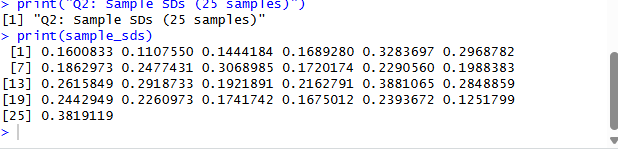 > print("Q2: Sample SDs (25 samples)")
[1] "Q2: Sample SDs (25 samples)"
> print(sample_sds)
 [1] 0.1600833 0.1107550 0.1444184 0.1689280 0.3283697 0.2968782
 [7] 0.1862973 0.2477431 0.3068985 0.1720174 0.2290560 0.1988383
[13] 0.2615849 0.2918733 0.1921891 0.2162791 0.3881065 0.2848859
[19] 0.2442949 0.2260973 0.1741742 0.1675012 0.2393672 0.1251799
[25] 0.3819119
>